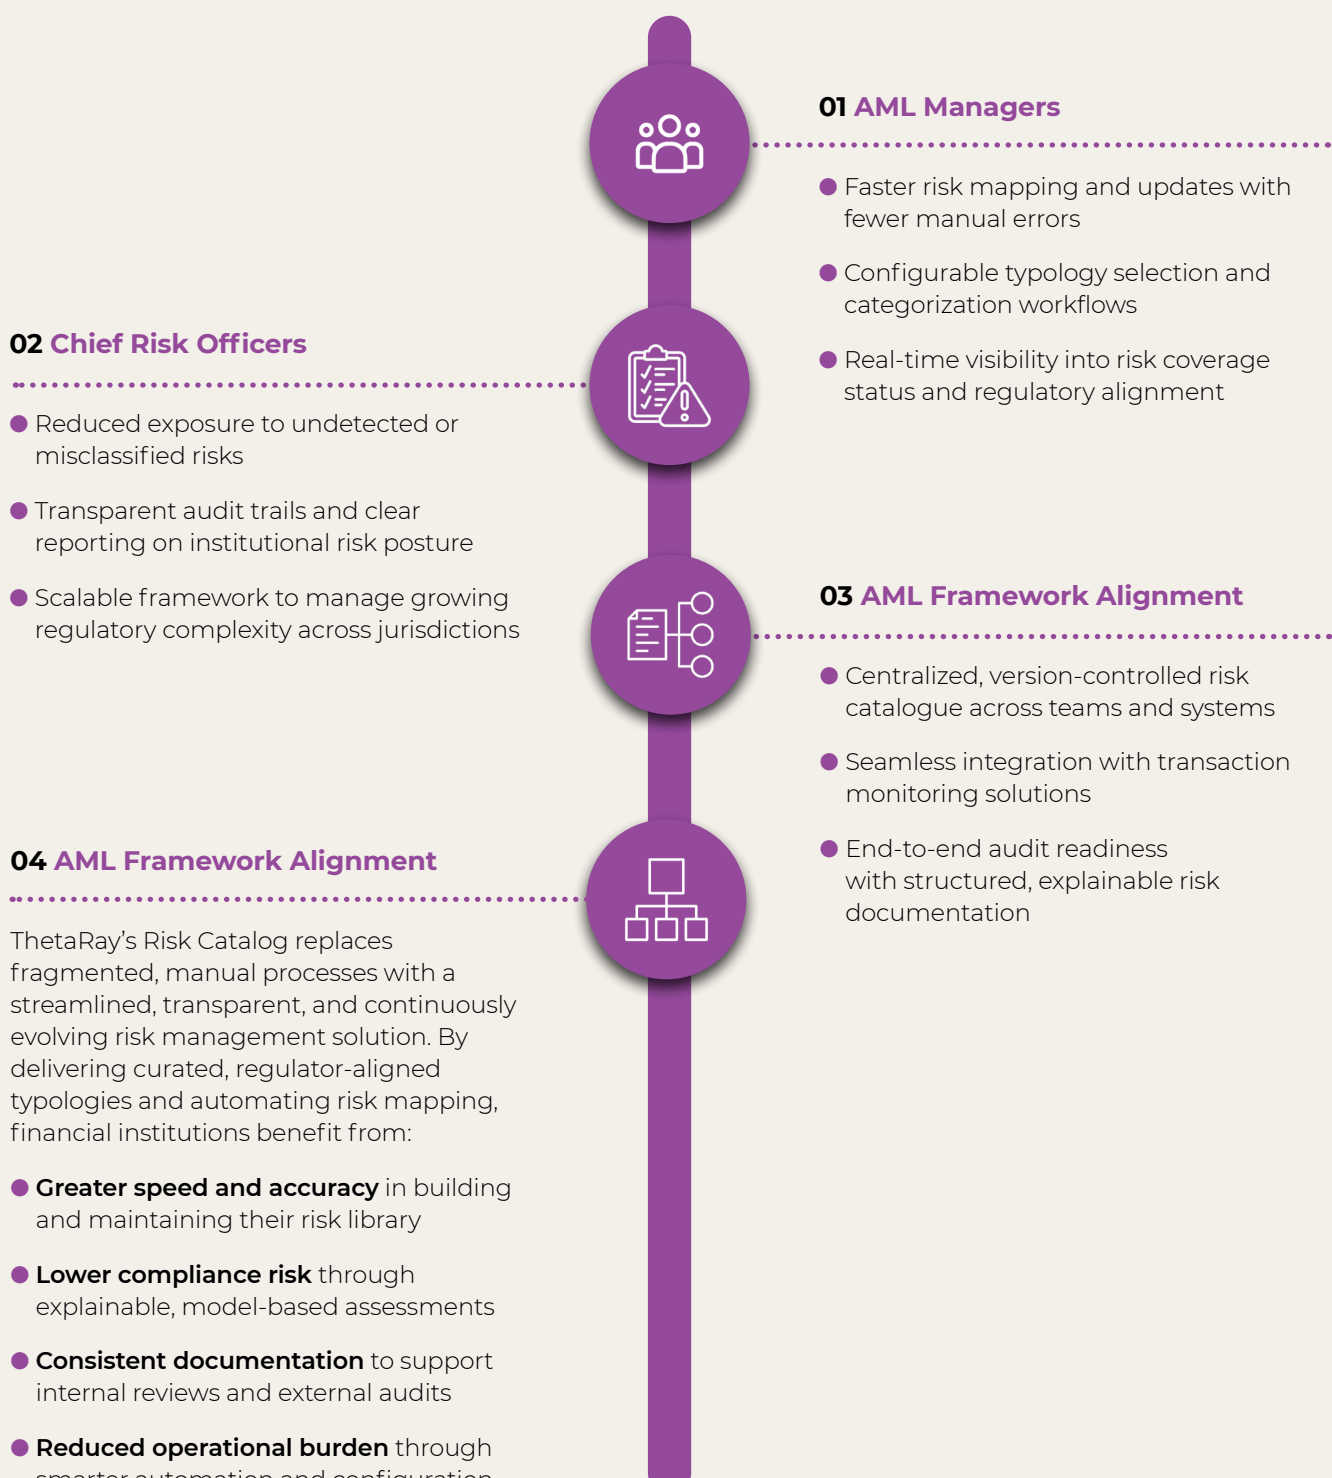 01 AML Managers
Faster risk mapping and updates with
fewer manual errors
Configurable typology selection and
categorization workflows
Real-time visibility into risk coverage
status and regulatory alignment
02 Chief Risk Officers
Reduced exposure to undetected or
misclassified risks
Transparent audit trails and clear
reporting on institutional risk posture
Scalable framework to manage growing
regulatory complexity across jurisdictions
03 AML Framework Alignment
Centralized, version-controlled risk
catalogue across teams and systems
Seamless integration with transaction
monitoring solutions
End-to-end audit readiness
with structured, explainable risk
documentation
04 AML Framework Alignment
ThetaRay’s Risk Catalog replaces
fragmented, manual processes with a
streamlined, transparent, and continuously
evolving risk management solution. By
delivering curated, regulator-aligned
typologies and automating risk mapping,
financial institutions benefit from:
Greater speed and accuracy in building
and maintaining their risk library
Lower compliance risk through
explainable, model-based assessments
Consistent documentation to support
internal reviews and external audits
Reduced operational burden through
smarter automation and configuration